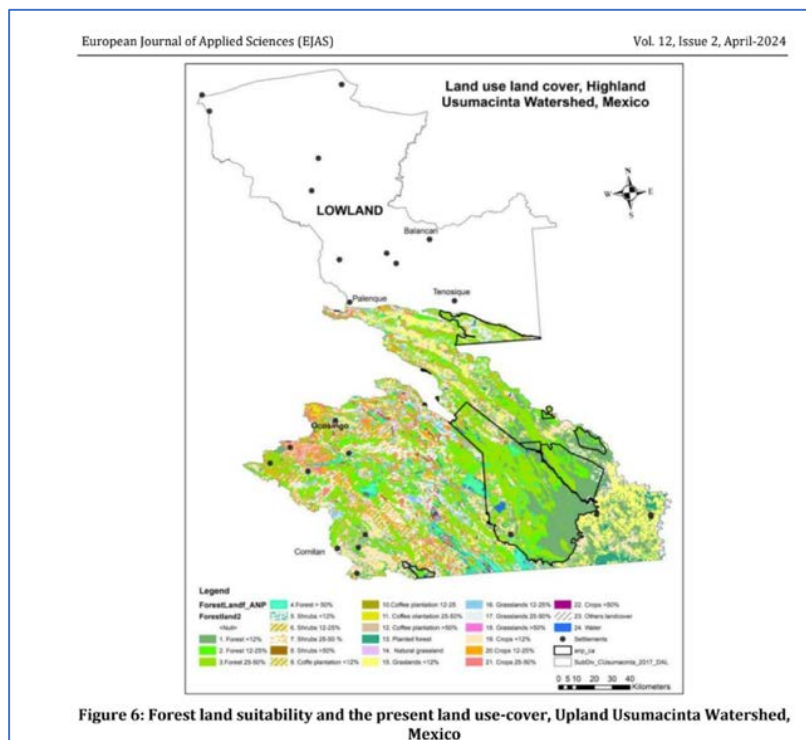 European Journal of Applied Sciences (EJAS)
Vol. 12, Issue 2, April-2024
Land use land cover, Highland
Usumacinta Watershed, Mexico
N
W E
S
LOWLAND
Balancan
Tenosique
Palenque
Ocosingo
Comitan
Legend
ForestLandf_ANP
Forestland2
<Null>
1. Forest <12%
2. Forest 12-25%
3.Forest 25-50%
4.Forest > 50%
5. Shrubs <12%
6. Shrubs 12-25%
7. Shrubs 25-50 %
8. Shrubs >50%
9. Coffe plantation <12%
10.Coffee plantation 12-25
11. Coffee plantation 25-50%
12. Coffee plantation >50%
13. Planted forest
14. Natural grassland
15. Graslands <12%
16. Grasslands 12-25%
17. Grasslands 25-50%
18. Grasslands >50%
19. Crops <12%
20.Crops 12-25%
21. Crops 25-50%
22. Crops >50%
23. Others landcover
24. Water
Settlements
anp_ca
SubDiv_CUsumacinta_2017_DAL
0 5 10 20 30 40
Kilometers
Figure 6: Forest land suitability and the present land use-cover, Upland Usumacinta Watershed,
Mexico